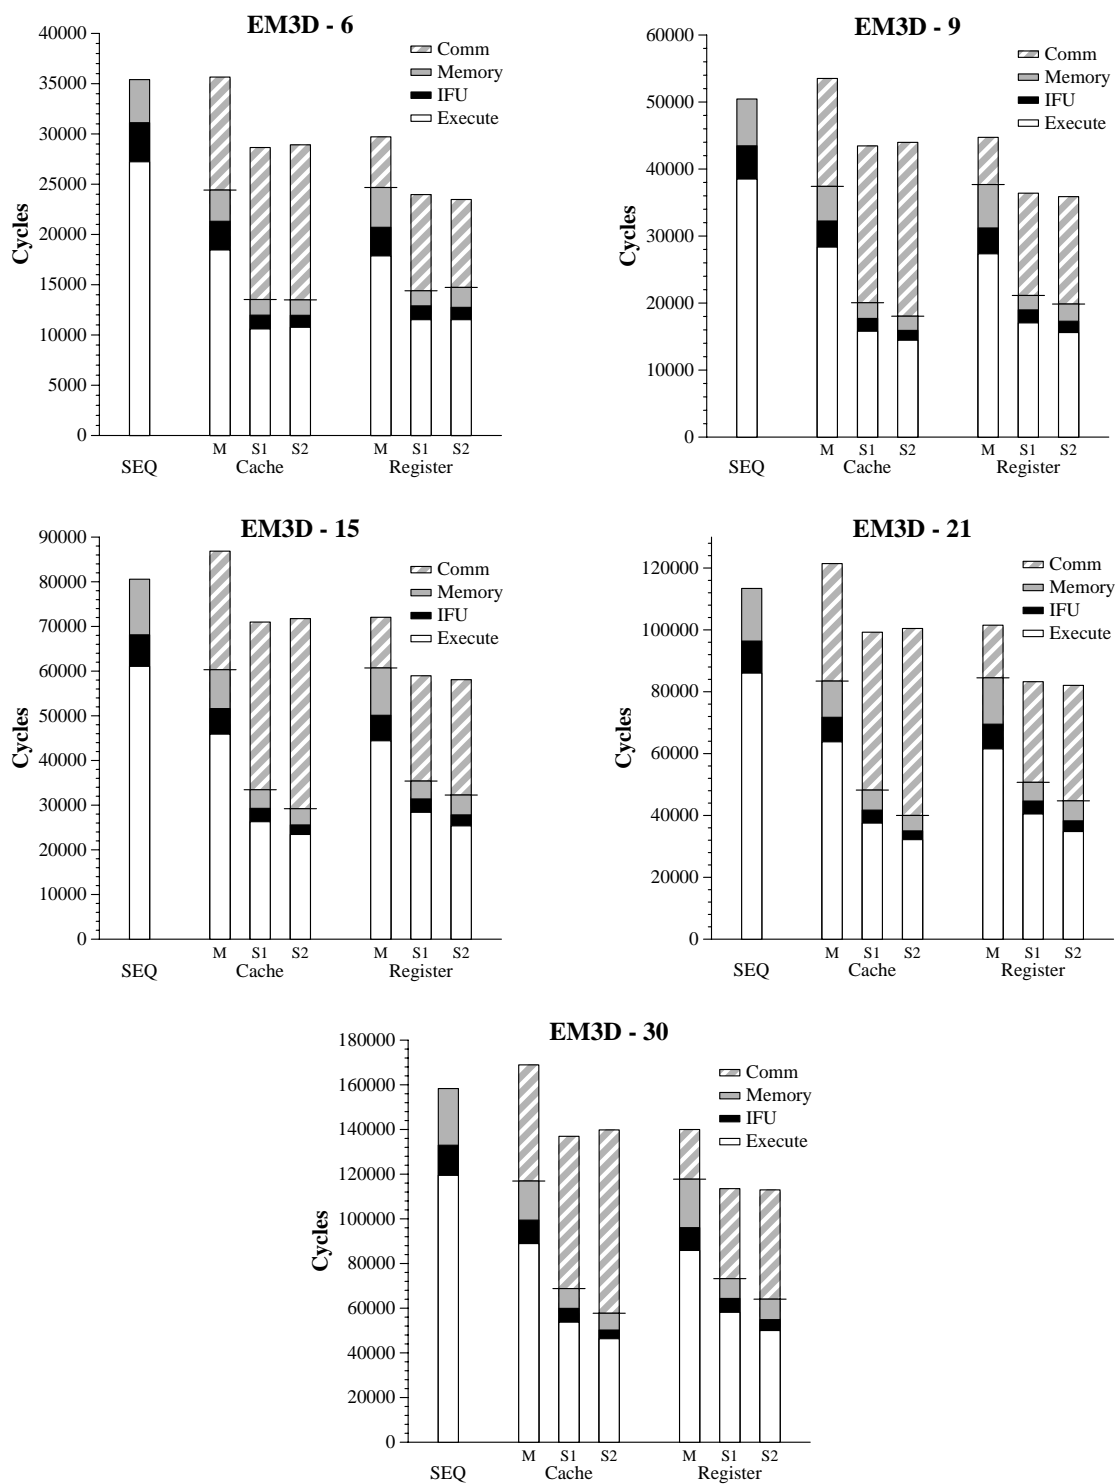 EM3D - 6
40000
35000
30000
25000
20000
15000
10000
5000
0
Cycles
Comm
Memory
IFU
Execute
M S1 S2 M S1 S2
SEQ Cache Register
EM3D - 9
60000
50000
40000
30000
20000
10000
0
Cycles
Comm
Memory
IFU
Execute
M S1 S2 M S1 S2
SEQ Cache Register
EM3D - 15
90000
80000
70000
60000
50000
40000
30000
20000
10000
0
Cycles
Comm
Memory
IFU
Execute
M S1 S2 M S1 S2
SEQ Cache Register
EM3D - 21
120000
100000
80000
60000
40000
20000
0
Cycles
Comm
Memory
IFU
Execute
M S1 S2 M S1 S2
SEQ Cache Register
EM3D - 30
180000
160000
140000
120000
100000
80000
60000
40000
20000
0
Cycles
Comm
Memory
IFU
Execute
M S1 S2 M S1 S2
SEQ Cache Register